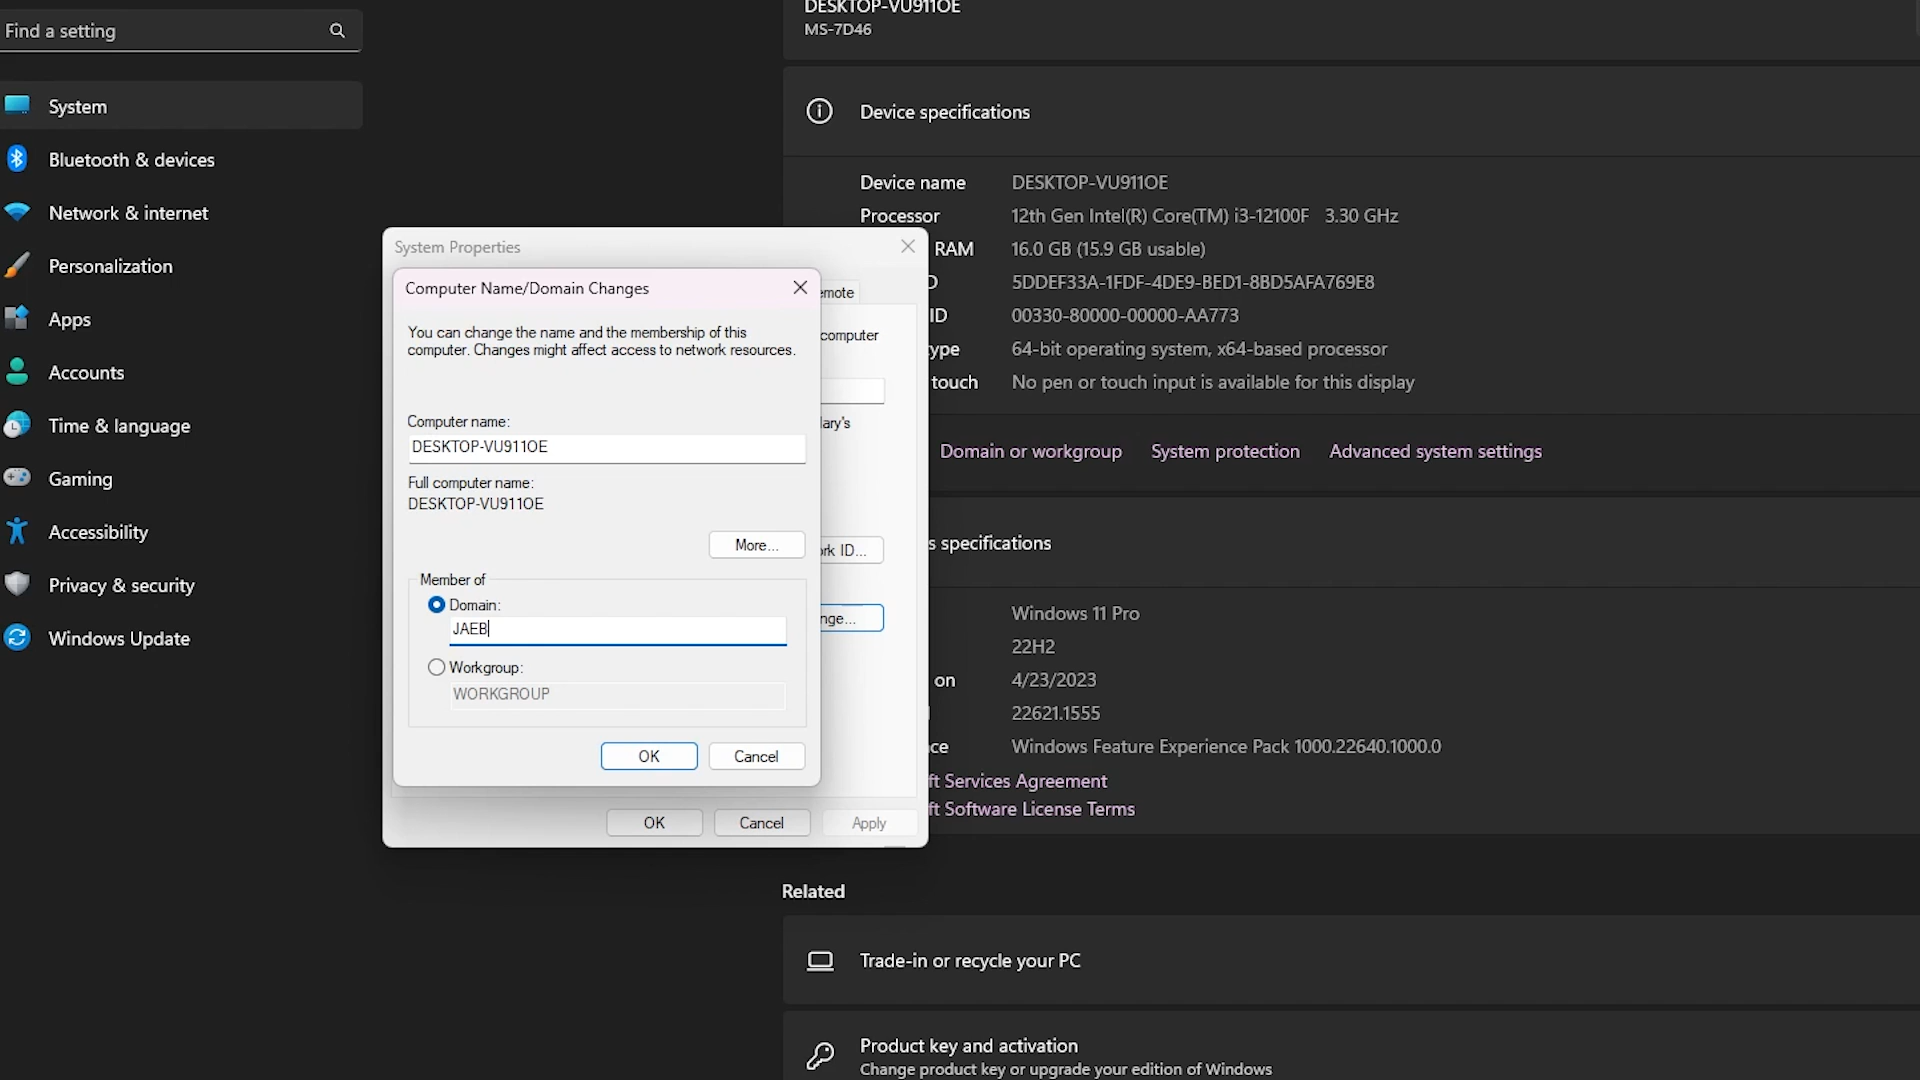 Find a setting
System
Bluetooth & devices
Network & internet
Personalization
Apps
Accounts
Time & language
Gaming
Accessibility
Privacy & security
Windows Update
DESKTOP-VU911OE
MS-7D46
Device specifications
Device name DESKTOP-VU911OE
Processor 12th Gen Intel(R) Core(TM) i3-12100F 3.30 GHz
RAM 16.0 GB (15.9 GB usable)
D 5DDEF33A-1FDF-4DE9-BED1-8BD5AFA769E8
ID 00330-80000-00000-AA773
type 64-bit operating system, x64-based processor
touch No pen or touch input is available for this display
Domain or workgroup System protection Advanced system settings
s specifications
Windows 11 Pro
22H2
on 4/23/2023
22621.1555
ce Windows Feature Experience Pack 1000.22640.1000.0
ft Services Agreement
ft Software License Terms
Related
Trade-in or recycle your PC
Product key and activation
Change product key or upgrade your edition of Windows
System Properties
emote
computer
ary's
rk ID...
nge...
OK Cancel Apply
Computer Name/Domain Changes
You can change the name and the membership of this
computer. Changes might affect access to network resources.
Computer name:
DESKTOP-VU911OE
Full computer name:
DESKTOP-VU911OE
More...
Member of
Domain:
JAEB
Workgroup:
WORKGROUP
OK Cancel